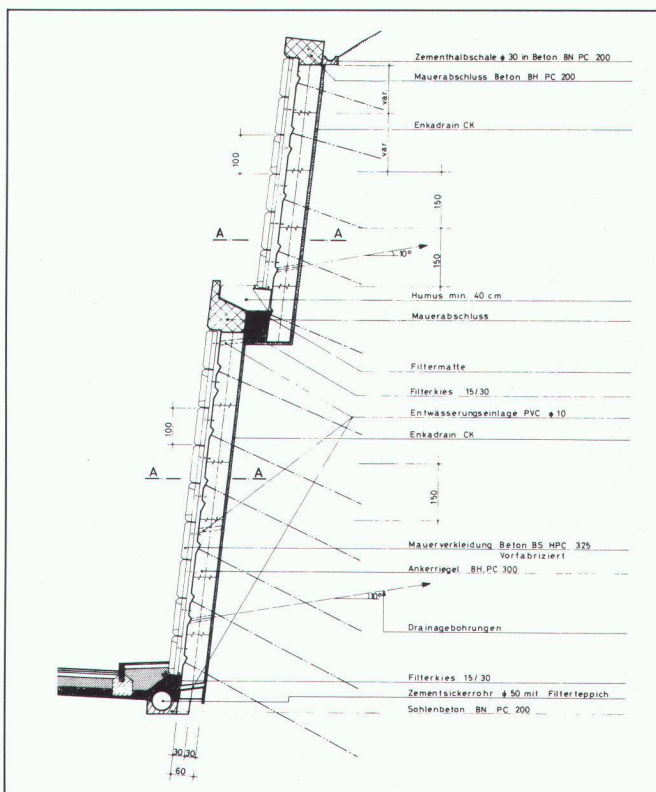 Zementhalbschale ϕ 30 in Beton BN PC 200
Mauerabschluss Beton BH PC 200
var.
Enkadrain CK
var.
100
150
A
A
150
10°
Humus min. 40 cm
Mauerabschluss
Filtermatte
Filterkies 15/30
Entwässerungseinlage PVC ϕ 10
100
Enkadrain CK
A
A
150
Mauerverkleidung Beton BS HPC 325
Vorfabriziert
Ankerriegel BH, PC 300
10°
Drainagebohrungen
Filterkies 15/30
Zementsickerrohr ϕ 50 mit Filterteppich
Sohlenbeton BN PC 200
30 30
60